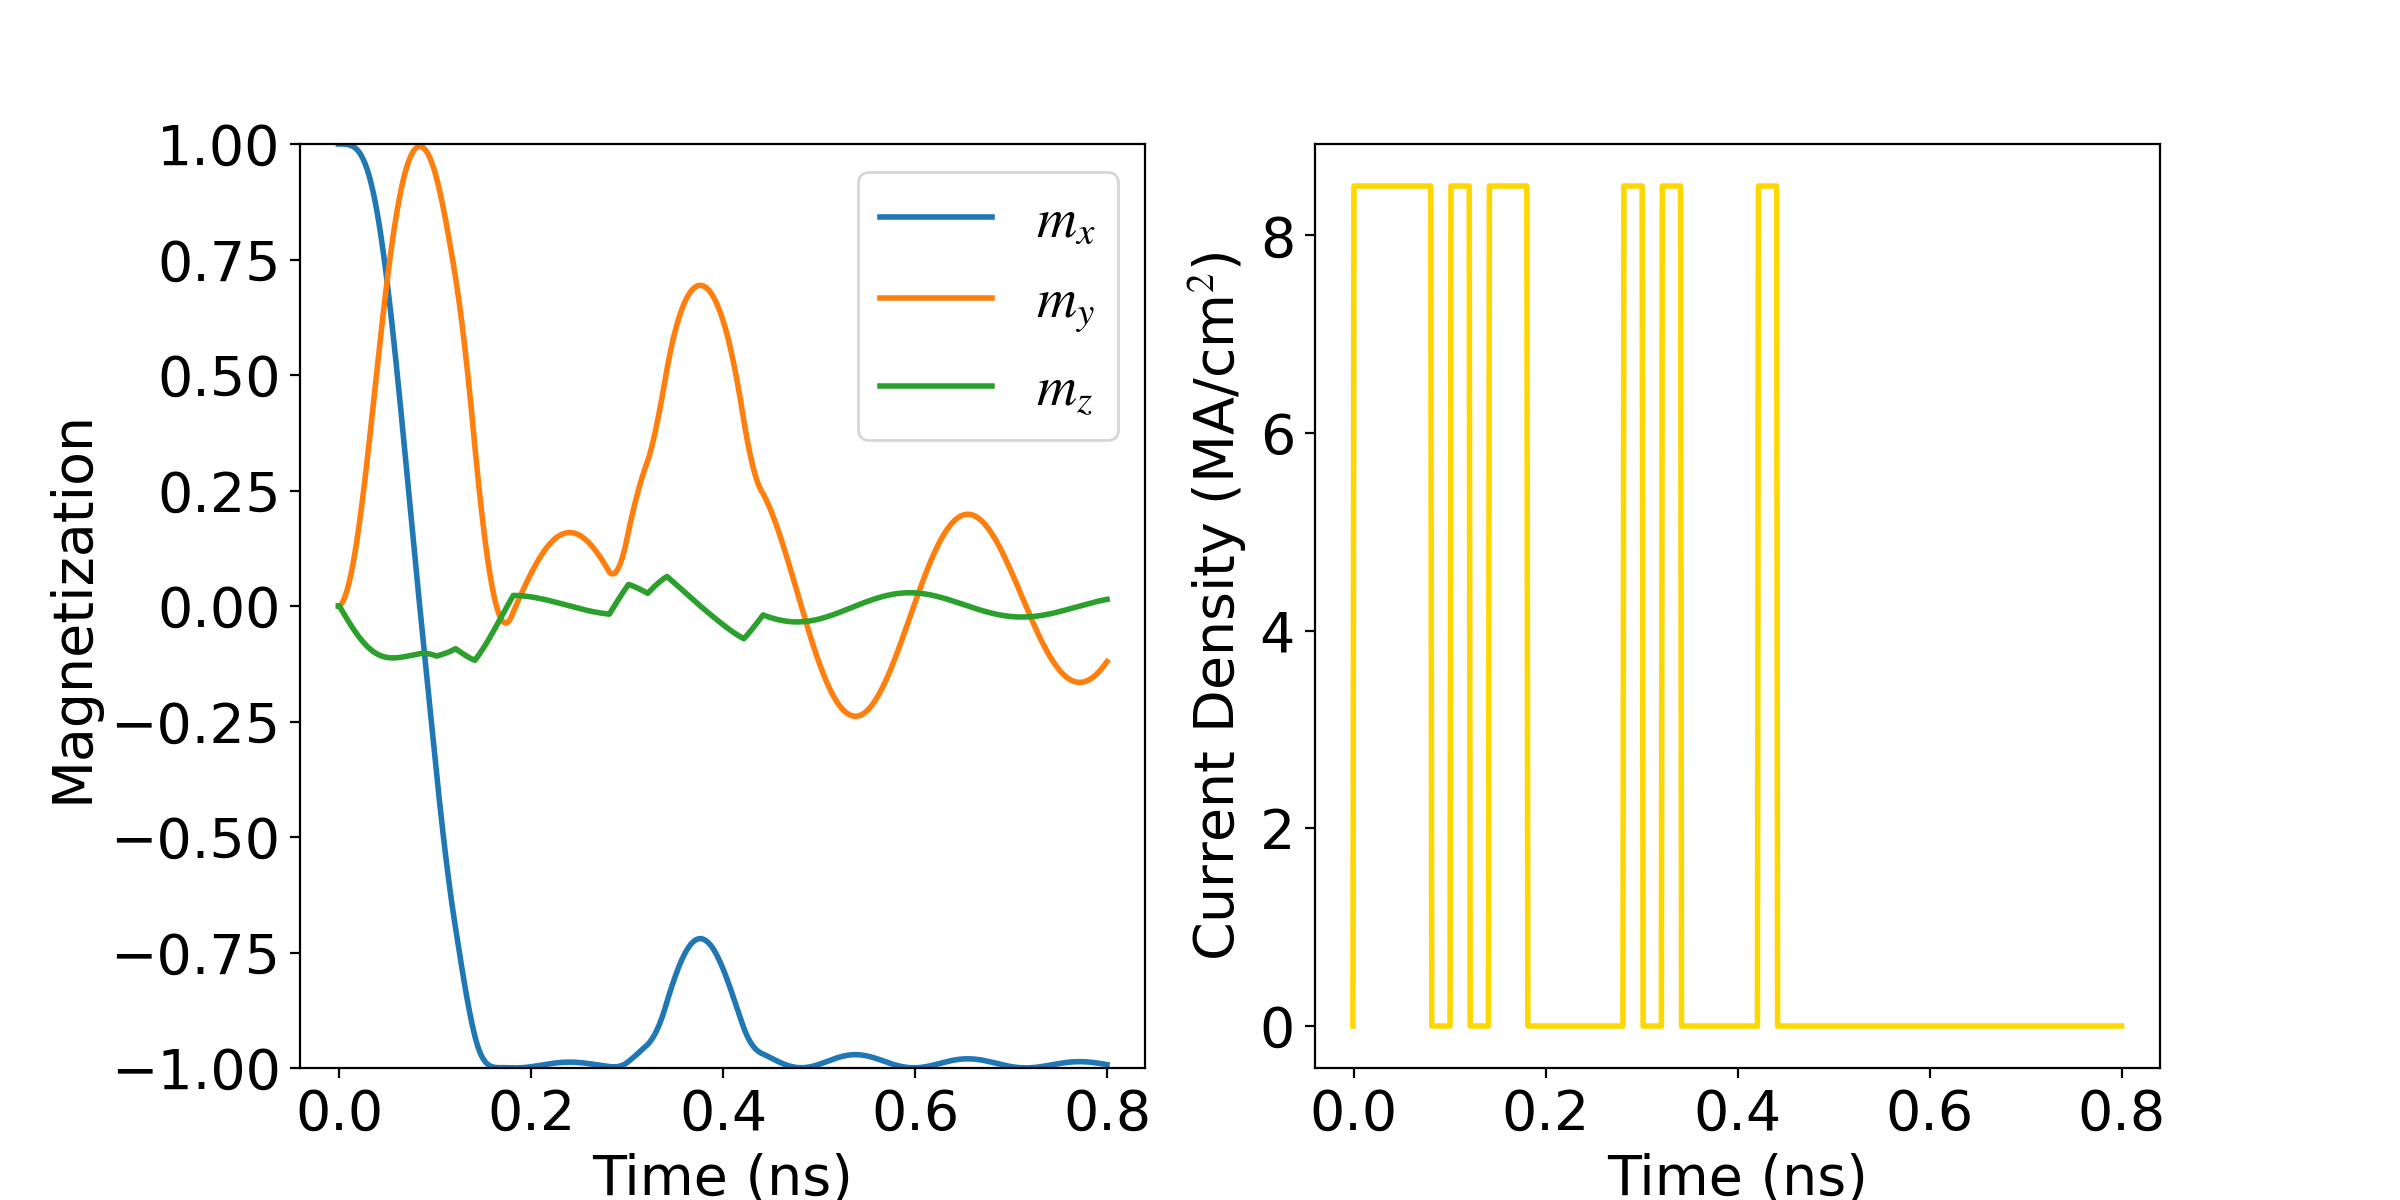 1.00
0.75
0.50
0.25
0.00
−0.25
−0.50
−0.75
−1.00
Magnetization
0.0 0.2 0.4 0.6 0.8
Time (ns)
m_x
m_y
m_z
8
6
4
2
0
Current Density (MA/cm²)
0.0 0.2 0.4 0.6 0.8
Time (ns)